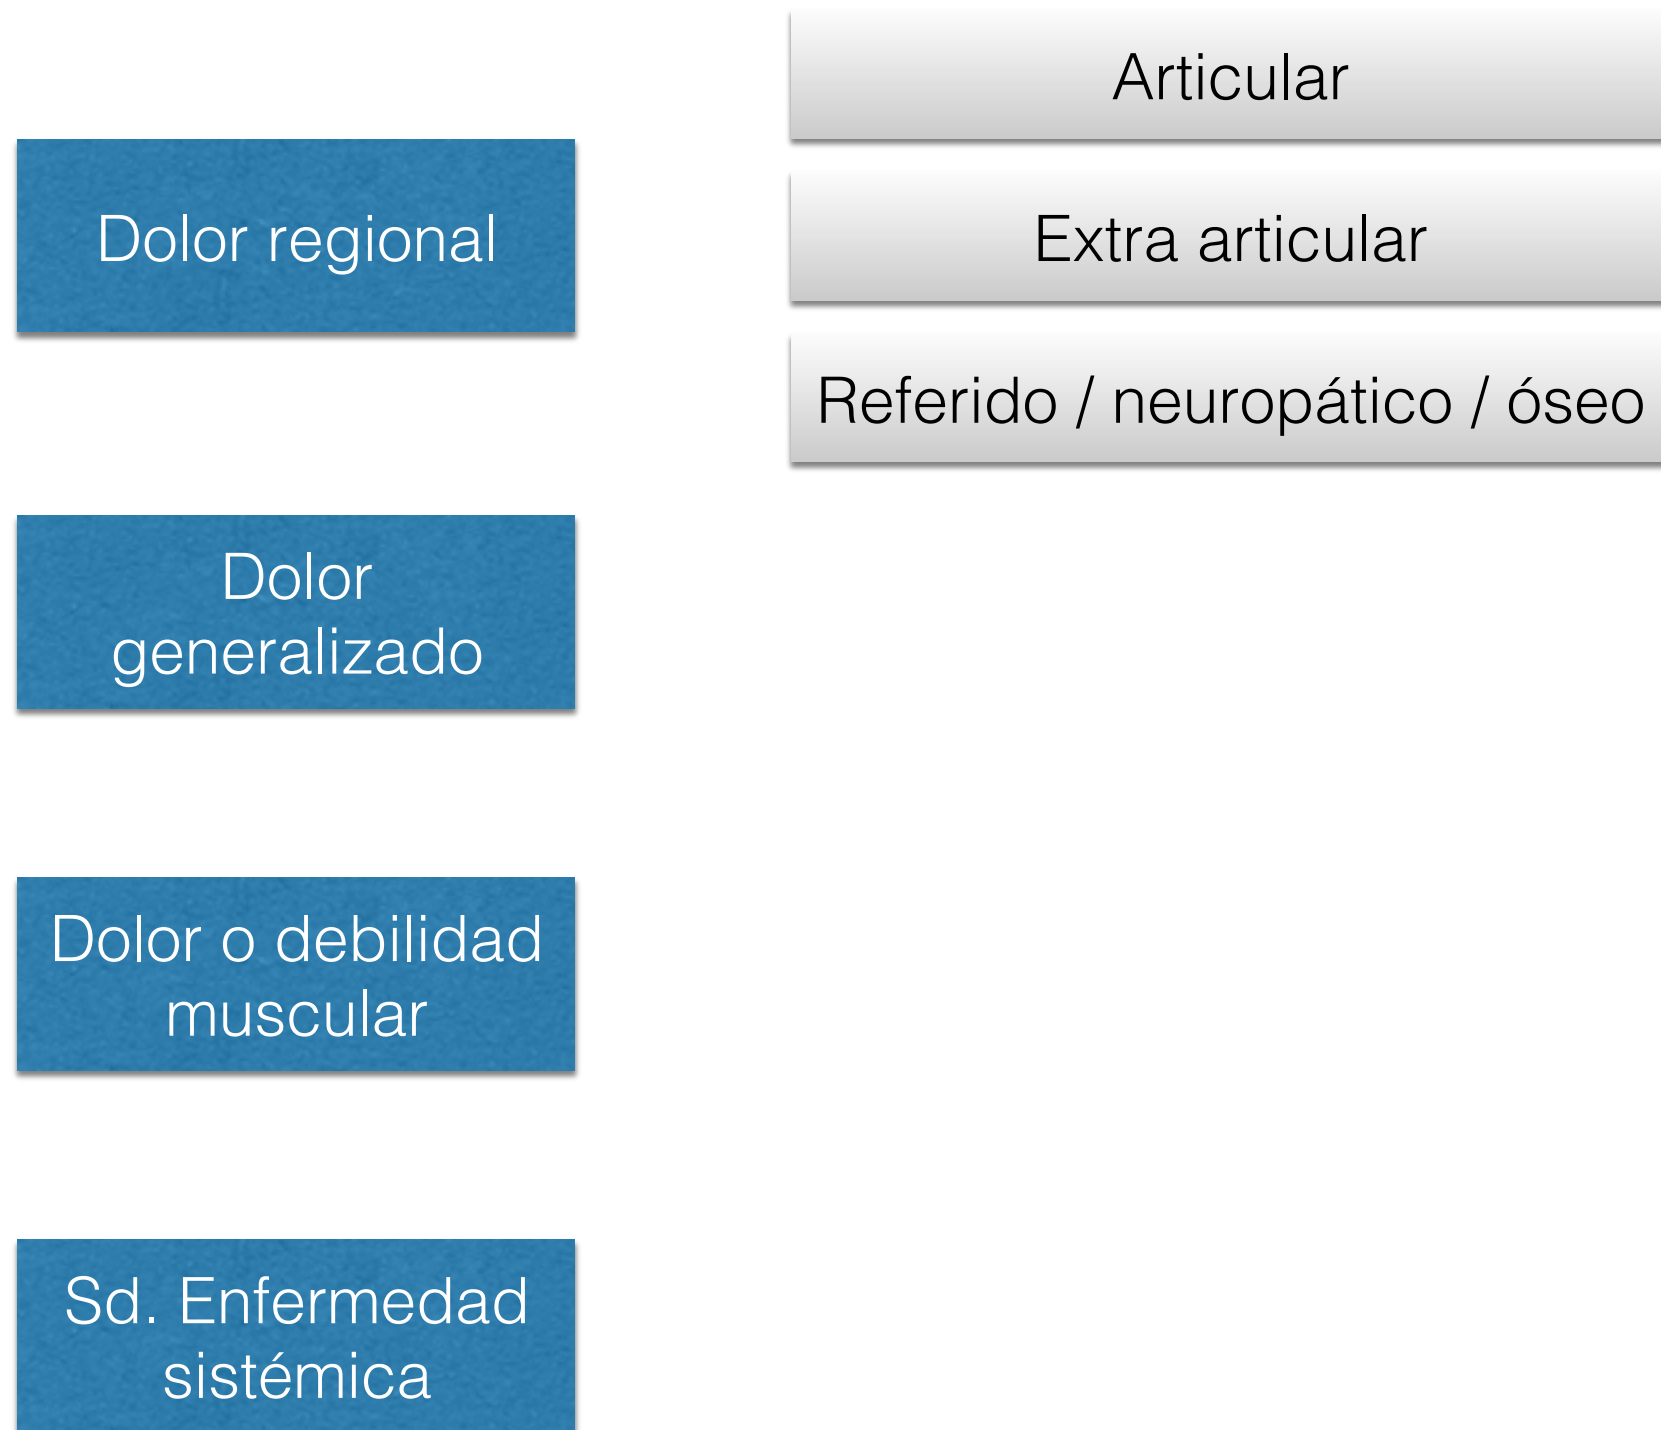 Articular
Dolor regional
Extra articular
Referido / neuropático / óseo
Dolor
generalizado
Dolor o debilidad
muscular
Sd. Enfermedad
sistémica